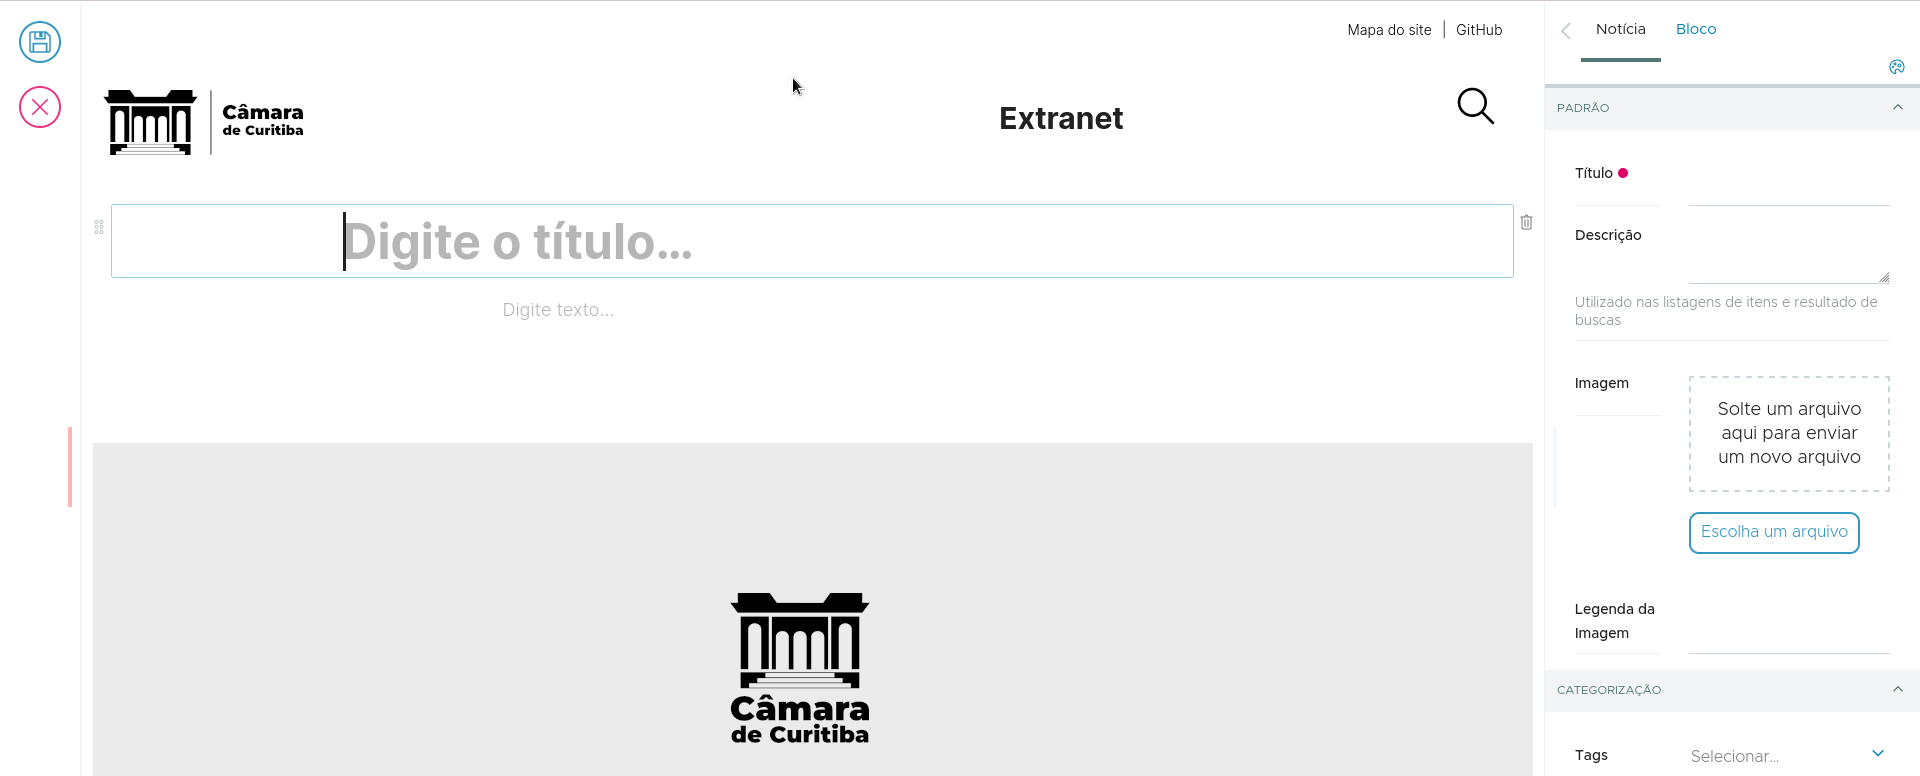 Mapa do site | GitHub
Câmara
de Curitiba
Extranet
Digite o título...
Digite texto...
Câmara
de Curitiba
Notícia
Bloco
PADRÃO
Título
Descrição
Utilizado nas listagens de itens e resultado de
buscas
Imagem
Solte um arquivo
aqui para enviar
um novo arquivo
Escolha um arquivo
Legenda da
Imagem
CATEGORIZAÇÃO
Tags
Selecionar...